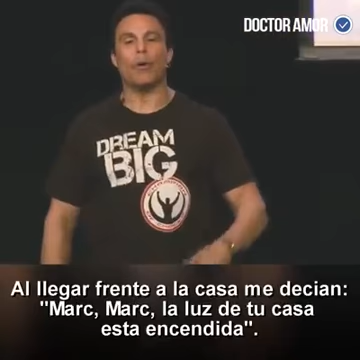 DOCTOR AMOR
DREAM
BIG
Al llegar frente a la casa me decian:
"Marc, Marc, la luz de tu casa
esta encendida".